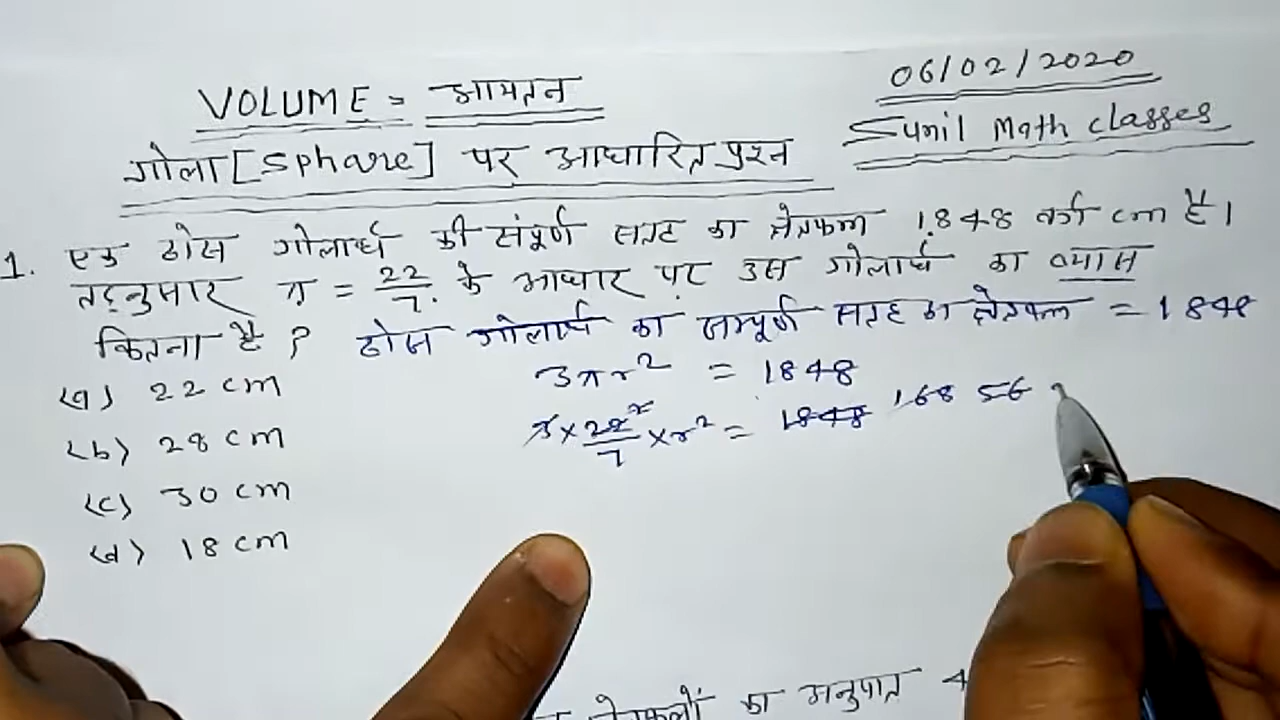 VOLUME = आयतन
06/02/2020
Sunil Math classes
गोला [Sphare] पर आधारित प्रश्न
1. एक ठोस गोलार्ध की संपूर्ण सतह का क्षेत्रफल 1848 वर्ग cm है।
तद्नुसार π = 22/7 के आधार पर उस गोलार्ध का व्यास
कितना है ?
ठोस गोलार्ध का सम्पूर्ण सतह का क्षेत्रफल = 1848
3πr² = 1848
3 × 22/7 × r² = 1848 168 56
(a) 22 cm
(b) 28 cm
(c) 30 cm
(d) 18 cm
का अनुपात 4